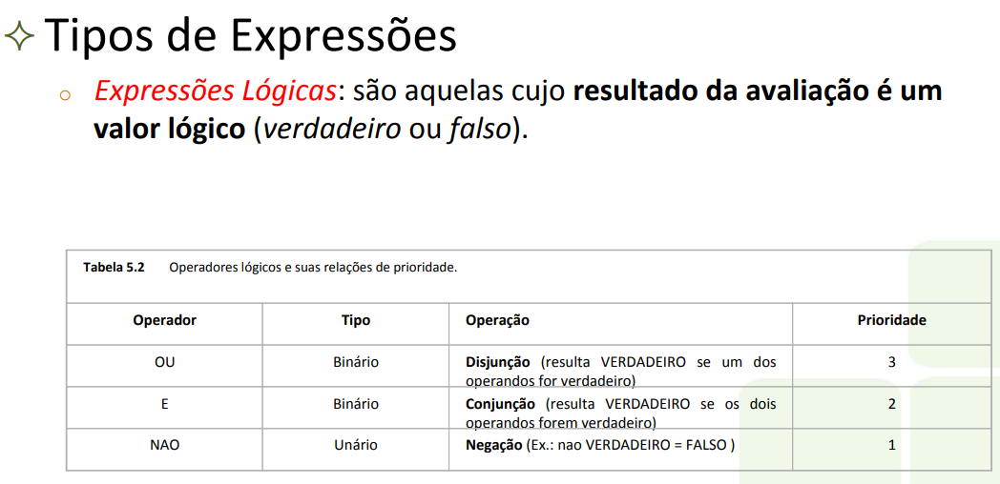 Tipos de Expressões
Expressões Lógicas: são aquelas cujo resultado da avaliação é um
valor lógico (verdadeiro ou falso).
Tabela 5.2 Operadores lógicos e suas relações de prioridade.
Operador Tipo Operação Prioridade
OU Binário Disjunção (resulta VERDADEIRO se um dos 3
operandos for verdadeiro)
E Binário Conjunção (resulta VERDADEIRO se os dois 2
operandos forem verdadeiro)
NAO Unário Negação (Ex.: nao VERDADEIRO = FALSO ) 1